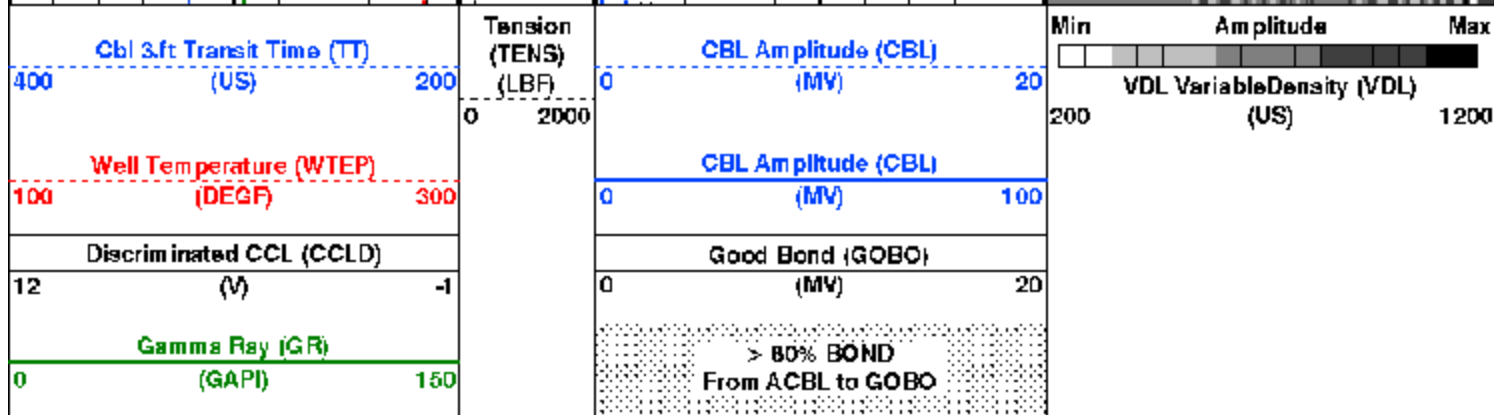 Cbl 3.ft Transit Time (TT)
400 (US) 200
Well Temperature (WTEP)
100 (DEGF) 300
Discriminated CCL (CCLD)
12 (V) -1
Gamma Ray (GR)
0 (GAPI) 150
Tension
(TENS)
(LBF)
0 2000
CBL Amplitude (CBL)
0 (MV) 20
CBL Amplitude (CBL)
0 (MV) 100
Good Bond (GOBO)
0 (MV) 20
> 80% BOND
From ACBL to GOBO
Min Amplitude Max
VDL VariableDensity (VDL)
200 (US) 1200